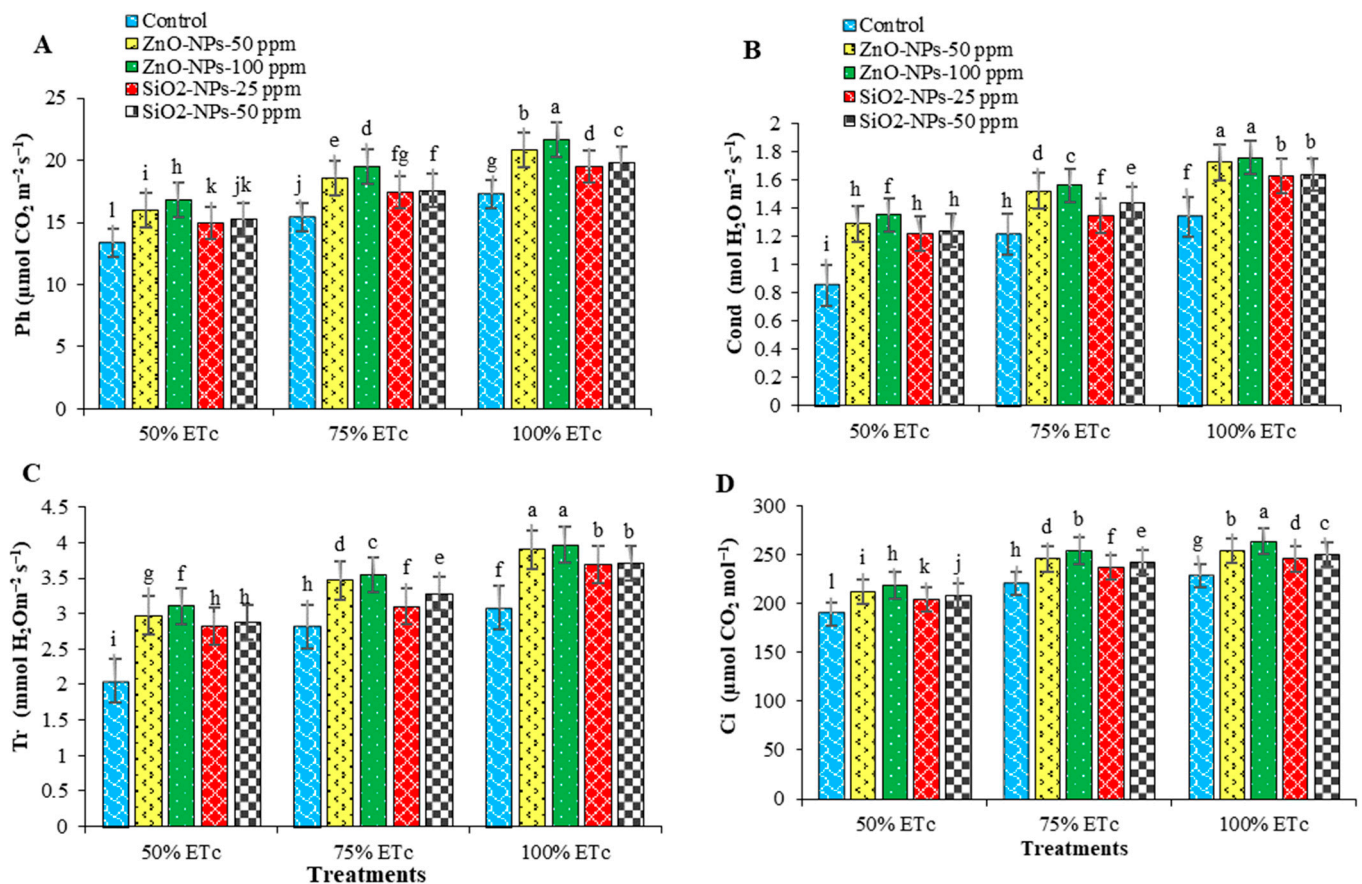 A
Control
ZnO-NPs-50 ppm
ZnO-NPs-100 ppm
SiO2-NPs-25 ppm
SiO2-NPs-50 ppm
Ph (µmol CO₂ m⁻² s⁻¹)
25
20
15
10
5
0
l i h k jk
j e d fg f
g b a d c
50% ETc 75% ETc 100% ETc
B
Control
ZnO-NPs-50 ppm
ZnO-NPs-100 ppm
SiO2-NPs-25 ppm
SiO2-NPs-50 ppm
Cond (mol H₂O m⁻² s⁻¹)
2
1.8
1.6
1.4
1.2
1
0.8
0.6
0.4
0.2
0
i h f h h
h d c f e
f a a b b
50% ETc 75% ETc 100% ETc
C
Tr (mmol H₂Om⁻² s⁻¹)
4.5
4
3.5
3
2.5
2
1.5
1
0.5
0
i g f h h
h d c f e
f a a b b
50% ETc 75% ETc 100% ETc
Treatments
D
Ci (µmol CO₂ mol⁻¹)
300
250
200
150
100
50
0
l i h k j
h d b f e
g b a d c
50% ETc 75% ETc 100% ETc
Treatments